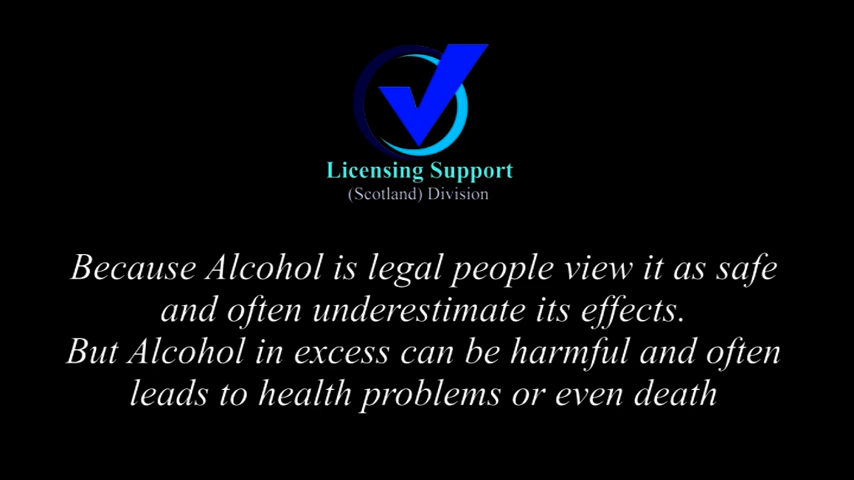 Licensing Support
(Scotland) Division
Because Alcohol is legal people view it as safe
and often underestimate its effects.
But Alcohol in excess can be harmful and often
leads to health problems or even death